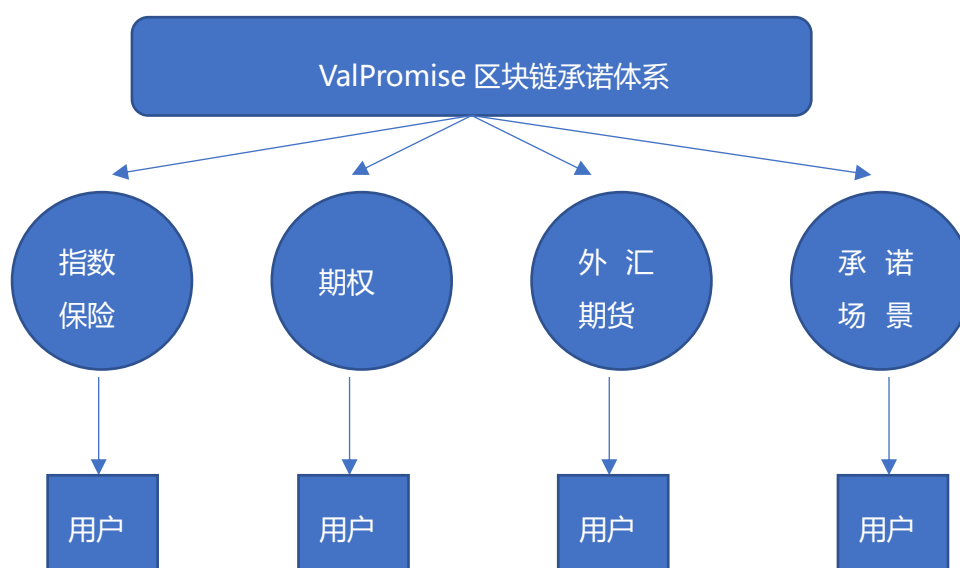 ValPromise 区块链承诺体系
指数
保险
期权
外 汇
期货
承 诺
场 景
用户
用户
用户
用户